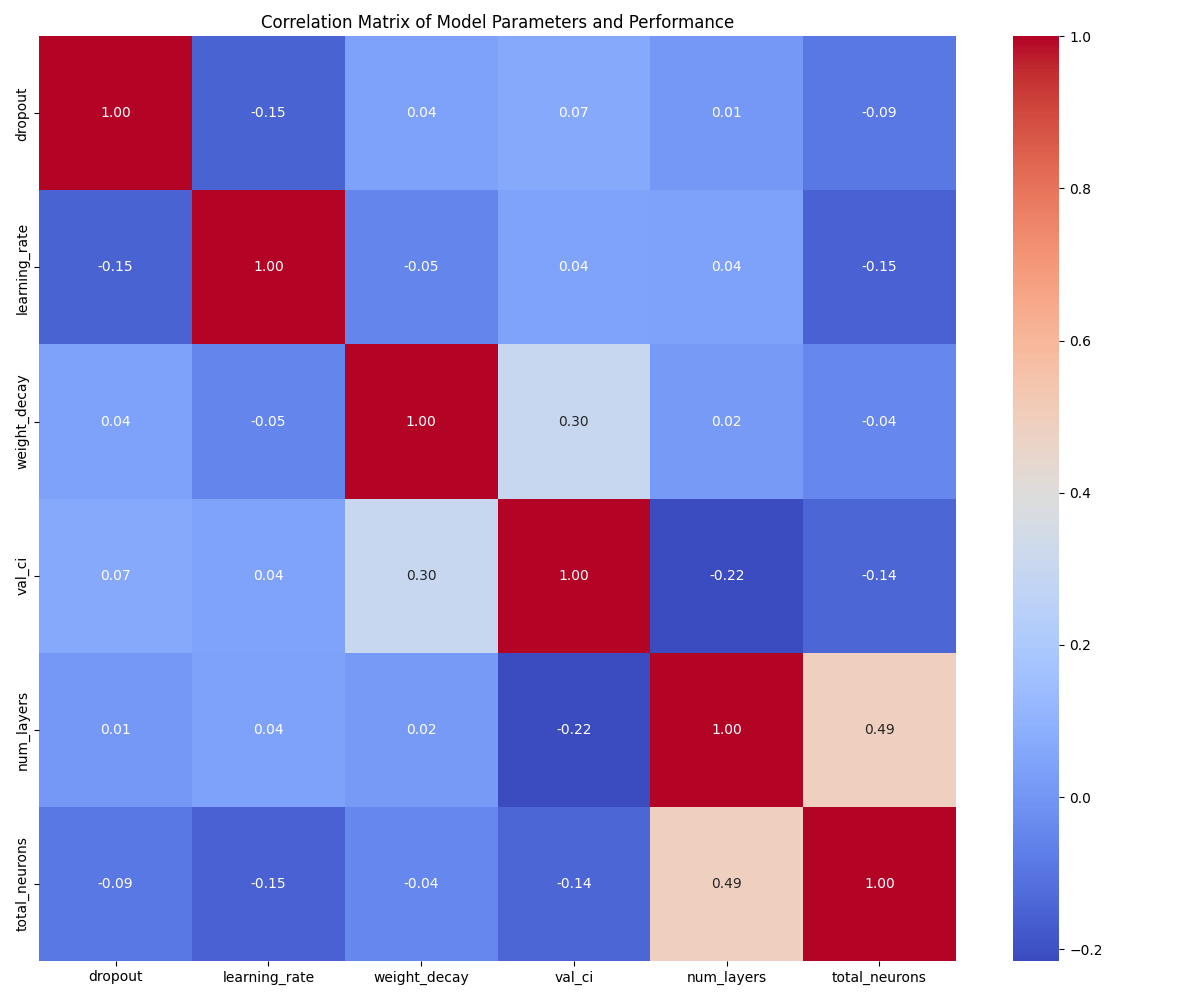 Correlation Matrix of Model Parameters and Performance
dropout 1.00 -0.15 0.04 0.07 0.01 -0.09
learning_rate -0.15 1.00 -0.05 0.04 0.04 -0.15
weight_decay 0.04 -0.05 1.00 0.30 0.02 -0.04
val_ci 0.07 0.04 0.30 1.00 -0.22 -0.14
num_layers 0.01 0.04 0.02 -0.22 1.00 0.49
total_neurons -0.09 -0.15 -0.04 -0.14 0.49 1.00
dropout learning_rate weight_decay val_ci num_layers total_neurons
1.0
0.8
0.6
0.4
0.2
0.0
−0.2